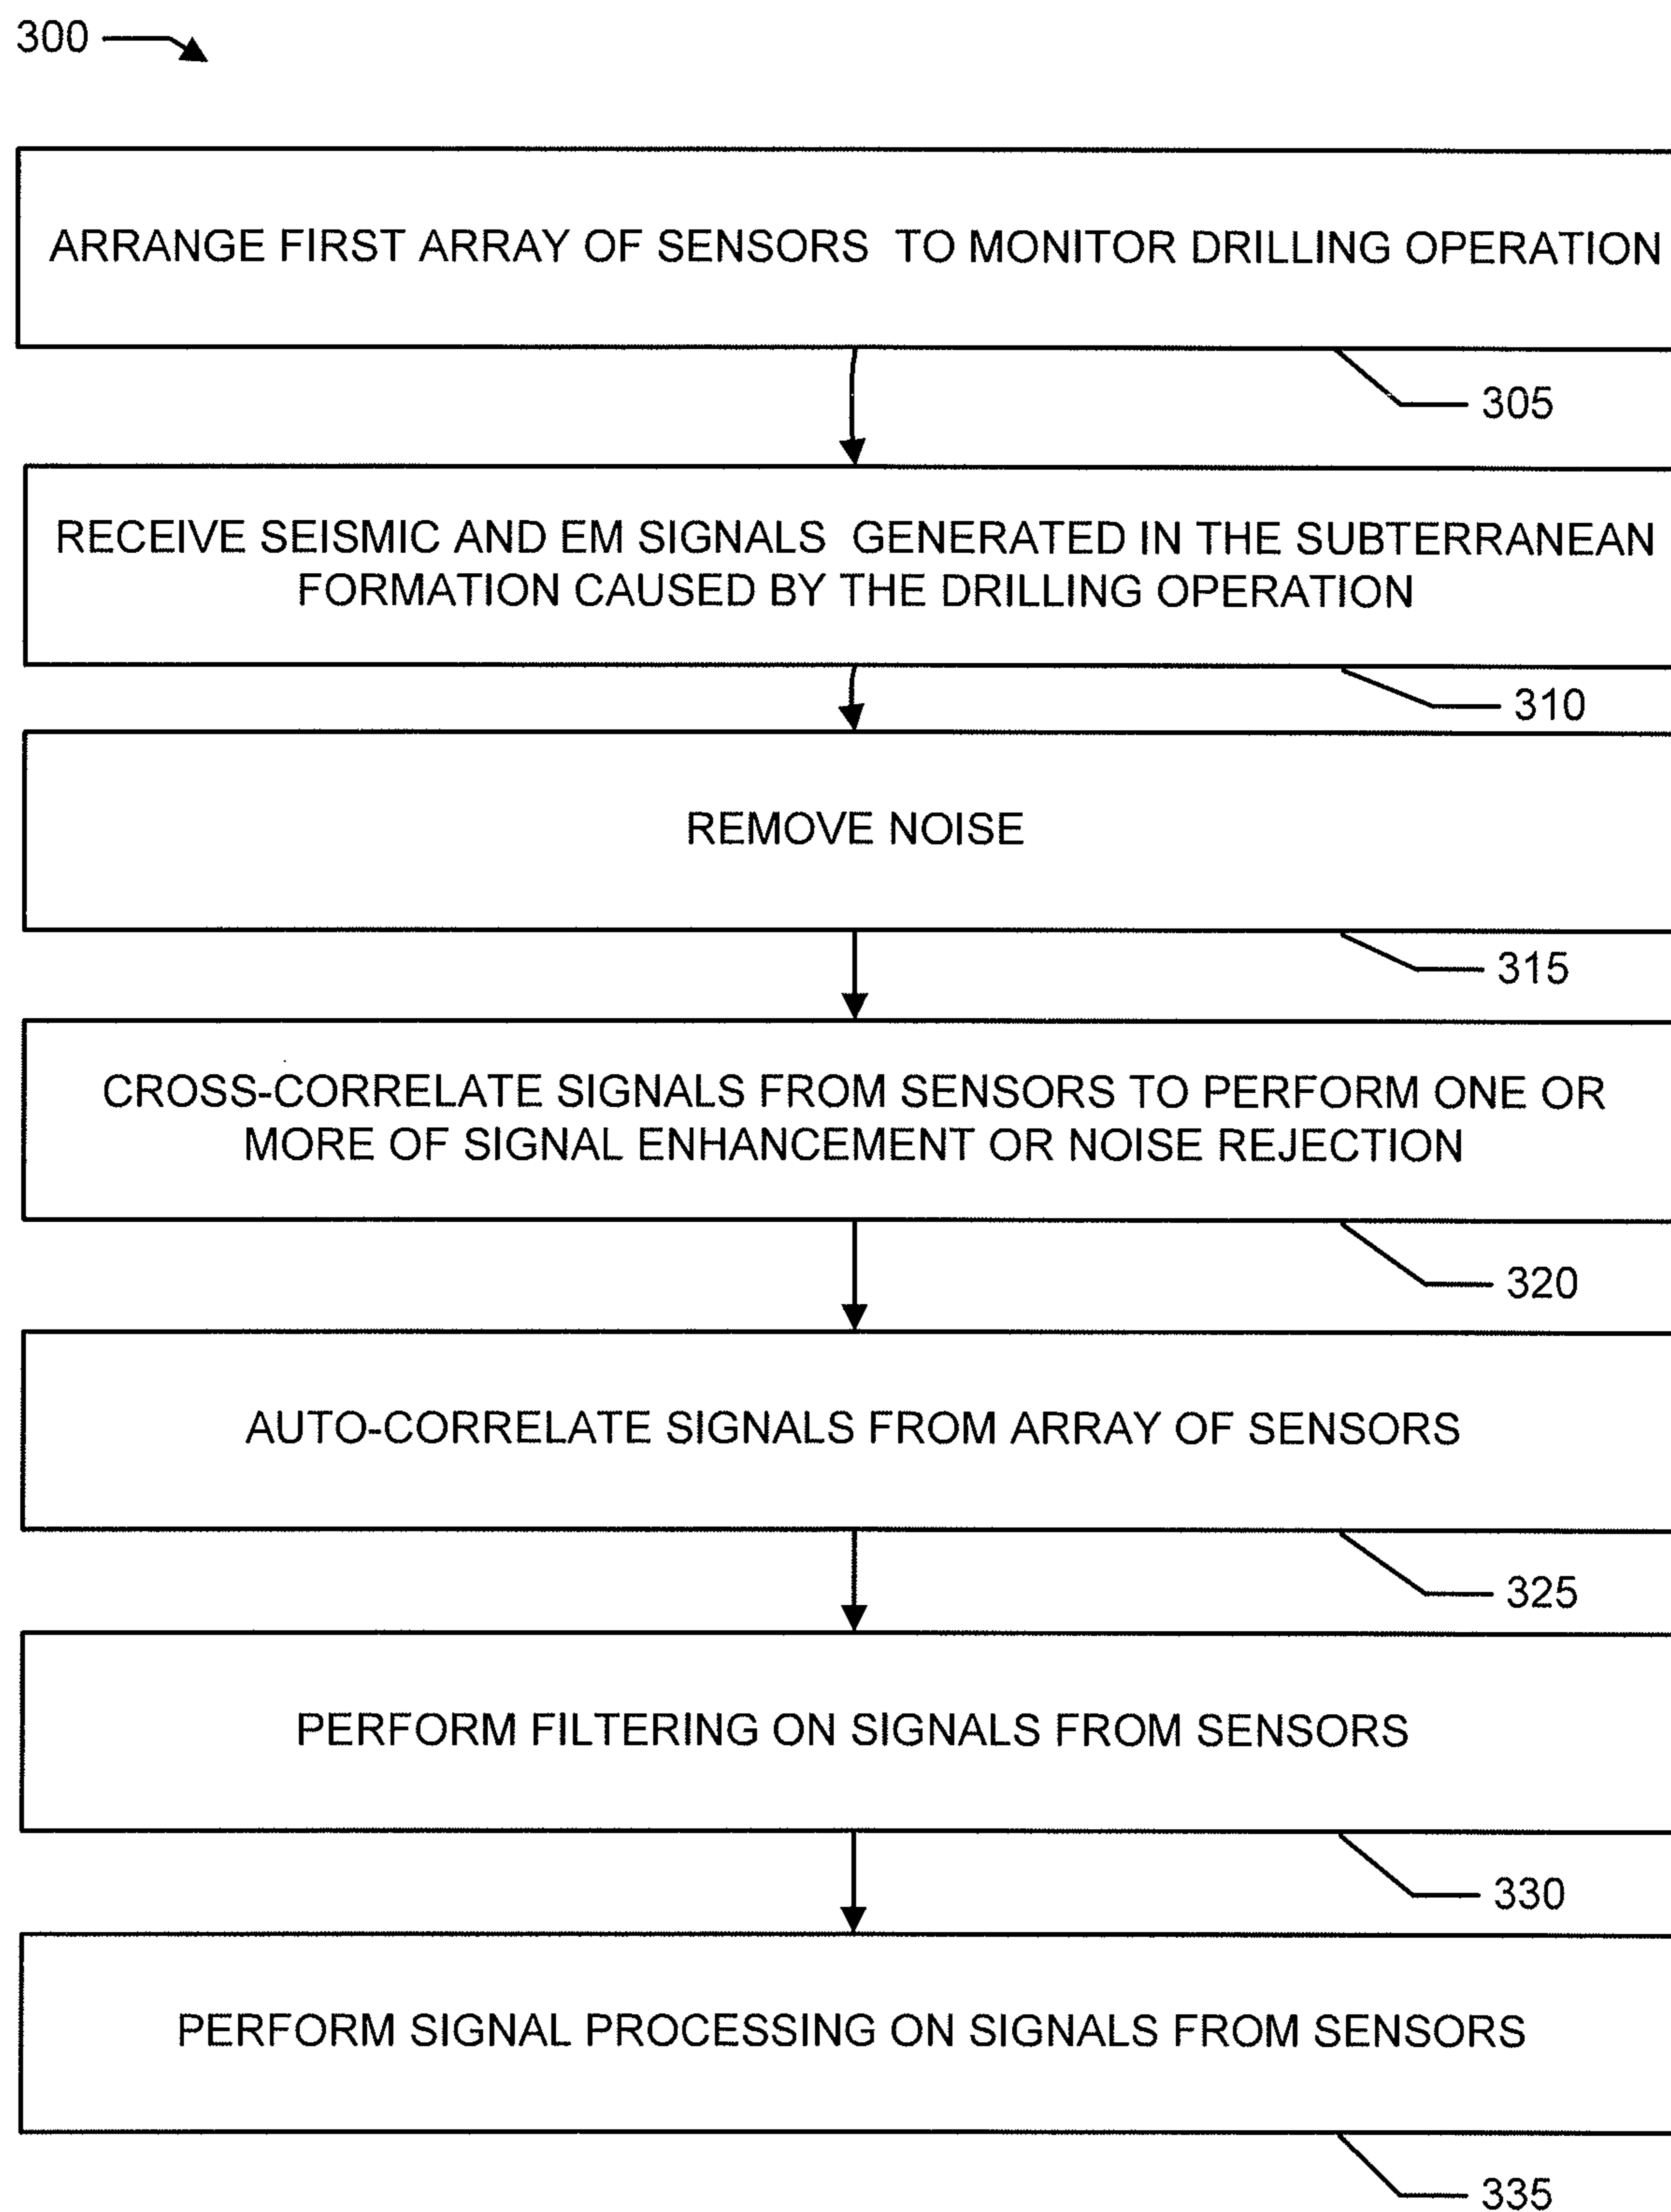 300
ARRANGE FIRST ARRAY OF SENSORS TO MONITOR DRILLING OPERATION
305
RECEIVE SEISMIC AND EM SIGNALS GENERATED IN THE SUBTERRANEAN
FORMATION CAUSED BY THE DRILLING OPERATION
310
REMOVE NOISE
315
CROSS-CORRELATE SIGNALS FROM SENSORS TO PERFORM ONE OR
MORE OF SIGNAL ENHANCEMENT OR NOISE REJECTION
320
AUTO-CORRELATE SIGNALS FROM ARRAY OF SENSORS
325
PERFORM FILTERING ON SIGNALS FROM SENSORS
330
PERFORM SIGNAL PROCESSING ON SIGNALS FROM SENSORS
335